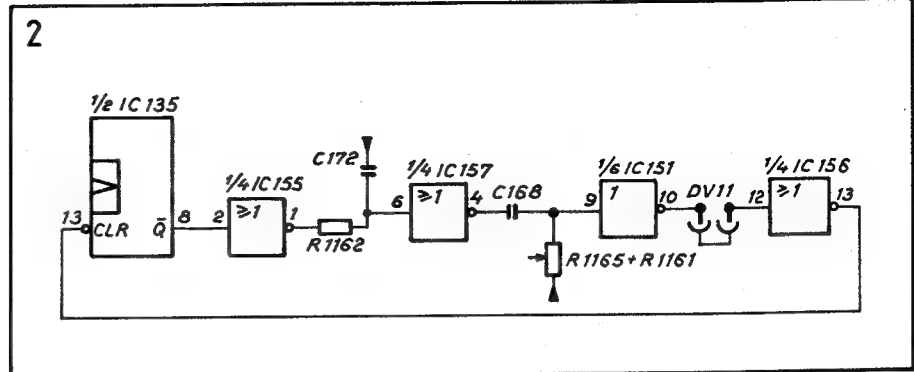 2
1/2 IC 135
13
CLR
Q̄
8
1/4 IC 155
2
≥1
1
R1162
C172
1/4 IC 157
6
≥1
4
C168
R1165+R1161
1/6 IC151
9
1
10
DV11
1/4 IC 156
12
≥1
13